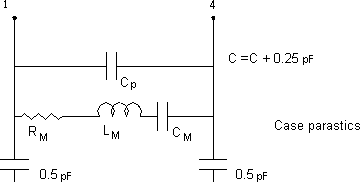 1
4
C = C + 0.25 pF
Cp
RM
LM
CM
Case parastics
0.5 pF
0.5 pF